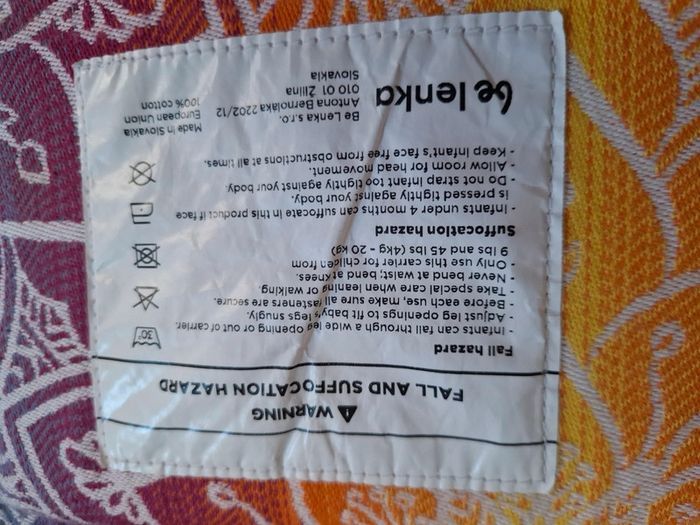 WARNING
FALL AND SUFFOCATION HAZARD
Fall hazard
- Infants can fall through a wide leg opening or out of carrier.
- Adjust leg openings to fit baby's legs snugly.
- Before each use, make sure all fasteners are secure.
- Take special care when leaning or walking.
- Never bend at waist; bend at knees.
- Only use this carrier for childen from
9 lbs and 45 lbs (4kg - 20 kg)
Suffocation hazard
- Infants under 4 months can suffocate in this product if face
is pressed tightly against your body.
- Do not strap infant too tightly against your body.
- Allow room for head movement.
- Keep infant's face free from obstructions at all times.
30°
be lenka
Be Lenka s.r.o.
Antona Bernoláka 2202/12
010 01 Žilina
Slovakia
Made in Slovakia
European Union
100% cotton